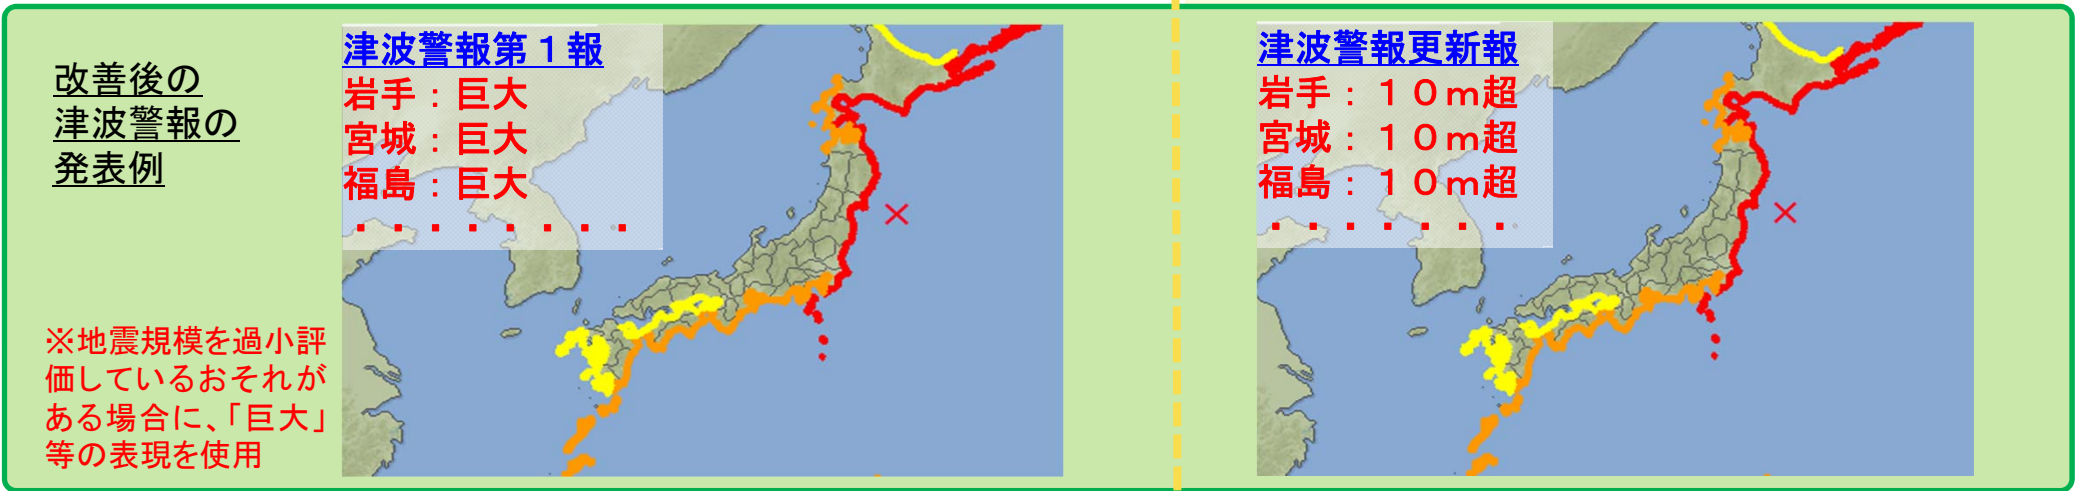 改善後の
津波警報の
発表例
※地震規模を過小評
価しているおそれが
ある場合に、「巨大」
等の表現を使用
津波警報第１報
岩手：巨大
宮城：巨大
福島：巨大
・・・・・・・・
津波警報更新報
岩手：１０ｍ超
宮城：１０ｍ超
福島：１０ｍ超
・・・・・・・